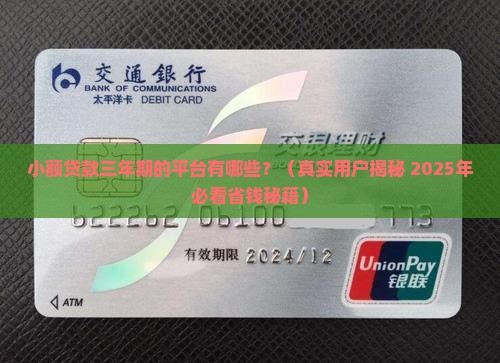 交通銀行
BANK OF COMMUNICATIONS
太平洋卡 DEBIT CARD
交银理财
小额贷款三年期的平台有哪些？（真实用户揭秘 2025年
必看省钱秘籍）
622262 06100 773
有效期限 2024/12
UnionPay
银联
ATM